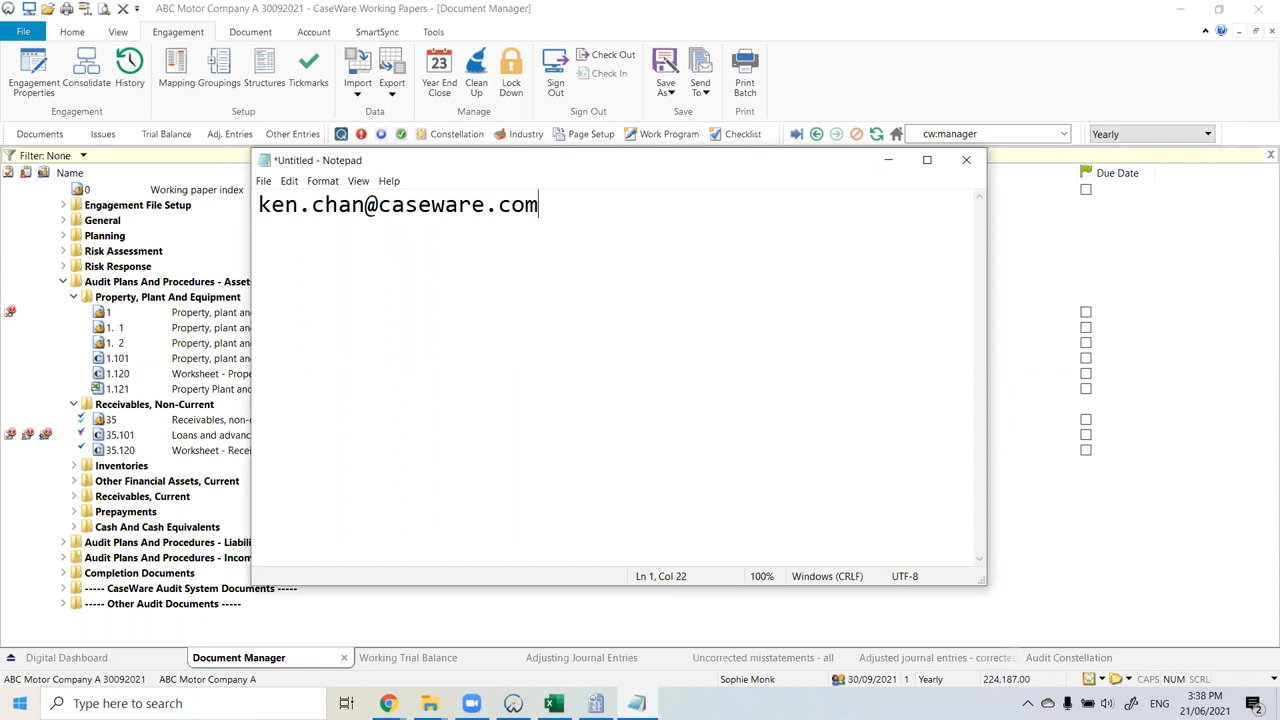 ABC Motor Company A 30092021 - CaseWare Working Papers - [Document Manager]
File Home View Engagement Document Account SmartSync Tools
Engagement Properties Consolidate History Mapping Groupings Structures Tickmarks Import Export Year End Close Clean Up Lock Down Sign Out Check Out Check In Save As Send To Print Batch
23
Engagement Setup Data Manage Sign Out Save Print
Documents Issues Trial Balance Adj. Entries Other Entries Constellation Industry Page Setup Work Program Checklist cw:manager Yearly
Filter: None
Name Due Date
*Untitled - Notepad
File Edit Format View Help
ken.chan@caseware.com
0 Working paper index
Engagement File Setup
General
Planning
Risk Assessment
Risk Response
Audit Plans And Procedures - Asset
Property, Plant And Equipment
1 Property, plant and
1. 1 Property, plant and
1. 2 Property, plant and
1.101 Property, plant and
1.120 Worksheet - Prope
1.121 Property Plant and
Receivables, Non-Current
35 Receivables, non-c
35.101 Loans and advanc
35.120 Worksheet - Recei
Inventories
Other Financial Assets, Current
Receivables, Current
Prepayments
Cash And Cash Equivalents
Audit Plans And Procedures - Liabili
Audit Plans And Procedures - Incom
Completion Documents
----- CaseWare Audit System Documents -----
----- Other Audit Documents -----
Ln 1, Col 22 100% Windows (CRLF) UTF-8
Digital Dashboard Document Manager Working Trial Balance Adjusting Journal Entries Uncorrected misstatements - all Adjusted journal entries - corrected Audit Constellation
ABC Motor Company A 30092021 ABC Motor Company A Sophie Monk 30/09/2021 1 Yearly 224,187.00 CAPS NUM SCRL
Type here to search
ENG
3:38 PM
21/06/2021
2